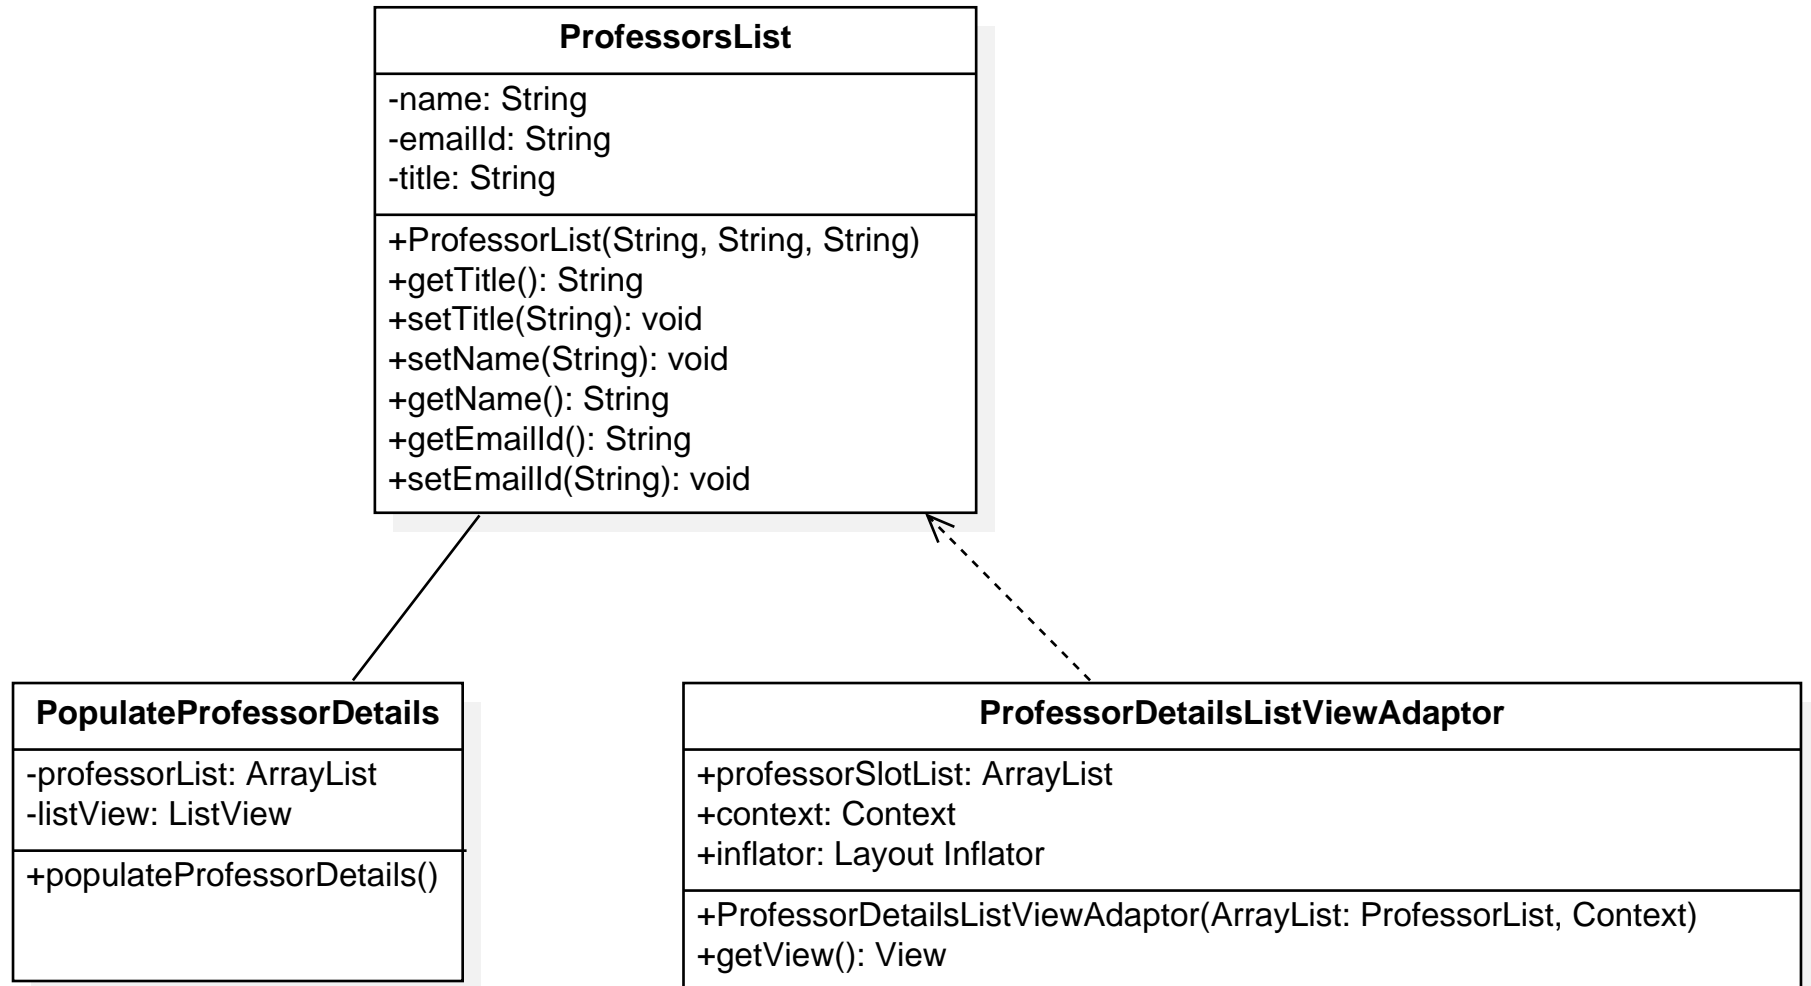 ProfessorsList
-name: String
-emailId: String
-title: String
+ProfessorList(String, String, String)
+getTitle(): String
+setTitle(String): void
+setName(String): void
+getName(): String
+getEmailId(): String
+setEmailId(String): void
PopulateProfessorDetails
-professorList: ArrayList
-listView: ListView
+populateProfessorDetails()
ProfessorDetailsListViewAdaptor
+professorSlotList: ArrayList
+context: Context
+inflator: Layout Inflator
+ProfessorDetailsListViewAdaptor(ArrayList: ProfessorList, Context)
+getView(): View